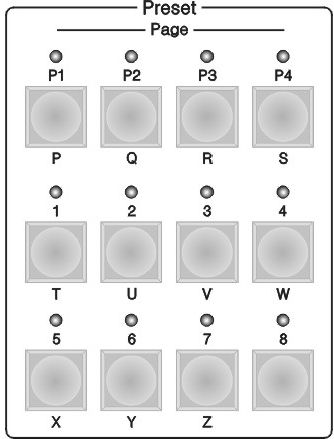 Preset
Page
P1 P2 P3 P4
P Q R S
1 2 3 4
T U V W
5 6 7 8
X Y Z